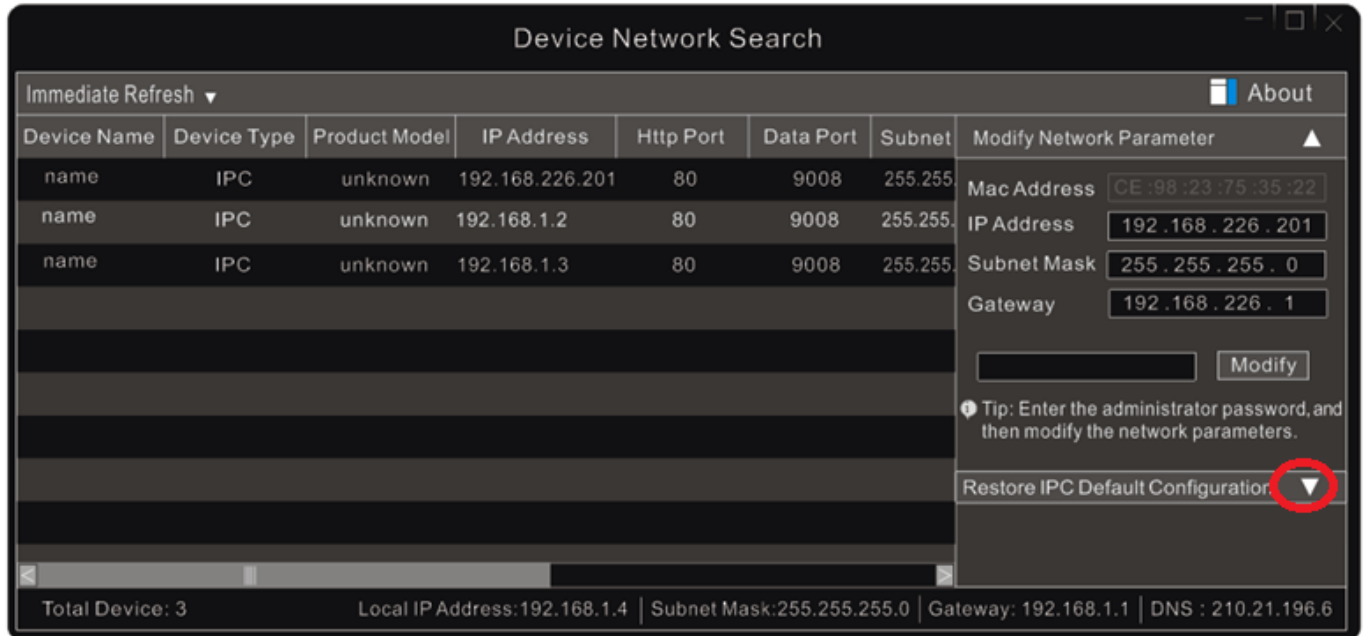 Device Network Search
Immediate Refresh
About
Device Name Device Type Product Model IP Address Http Port Data Port Subnet
name IPC unknown 192.168.226.201 80 9008 255.255.
name IPC unknown 192.168.1.2 80 9008 255.255.
name IPC unknown 192.168.1.3 80 9008 255.255.
Modify Network Parameter
Mac Address CE:98:23:75:35:22
IP Address 192.168.226.201
Subnet Mask 255.255.255.0
Gateway 192.168.226.1
Modify
Tip: Enter the administrator password, and
then modify the network parameters.
Restore IPC Default Configuration
Total Device: 3 Local IP Address:192.168.1.4 Subnet Mask:255.255.255.0 Gateway: 192.168.1.1 DNS : 210.21.196.6